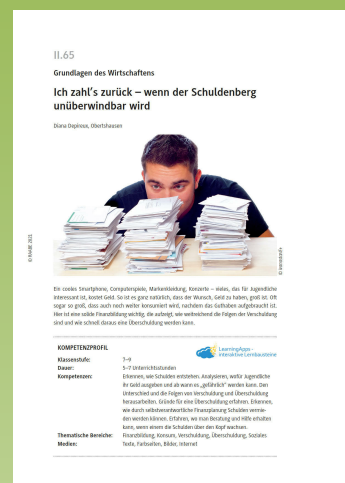 II.65
Grundlagen des Wirtschaftens
Ich zahl's zurück – wenn der Schuldenberg
unüberwindbar wird
Diana Depireux, Obertshausen
© RAABE 2021
Ein cooles Smartphone, Computerspiele, Markenkleidung, Konzerte – vieles, das für Jugendliche
interessant ist, kostet Geld. So ist es ganz natürlich, dass der Wunsch, Geld zu haben, groß ist. Oft
sogar so groß, dass auch noch weiter konsumiert wird, nachdem das Guthaben aufgebraucht ist.
Hier ist eine solide Finanzbildung wichtig, die aufzeigt, wie weitreichend die Folgen der Verschuldung
sind und wie schnell daraus eine Überschuldung werden kann.
KOMPETENZPROFIL
LearningApps –
interaktive Lernbausteine
Klassenstufe: 7–9
Dauer: 5–7 Unterrichtsstunden
Kompetenzen: Erkennen, wie Schulden entstehen. Analysieren, wofür Jugendliche
ihr Geld ausgeben und ab wann es „gefährlich" werden kann. Den
Unterschied und die Folgen von Verschuldung und Überschuldung
herausarbeiten. Gründe für eine Überschuldung erfahren. Erkennen,
wie durch selbstverantwortliche Finanzplanung Schulden vermie-
den werden können. Erfahren, wo man Beratung und Hilfe erhalten
kann, wenn einem die Schulden über den Kopf wachsen.
Thematische Bereiche: Finanzbildung, Konsum, Verschuldung, Überschuldung, Soziales
Medien: Texte, Farbseiten, Bilder, Internet